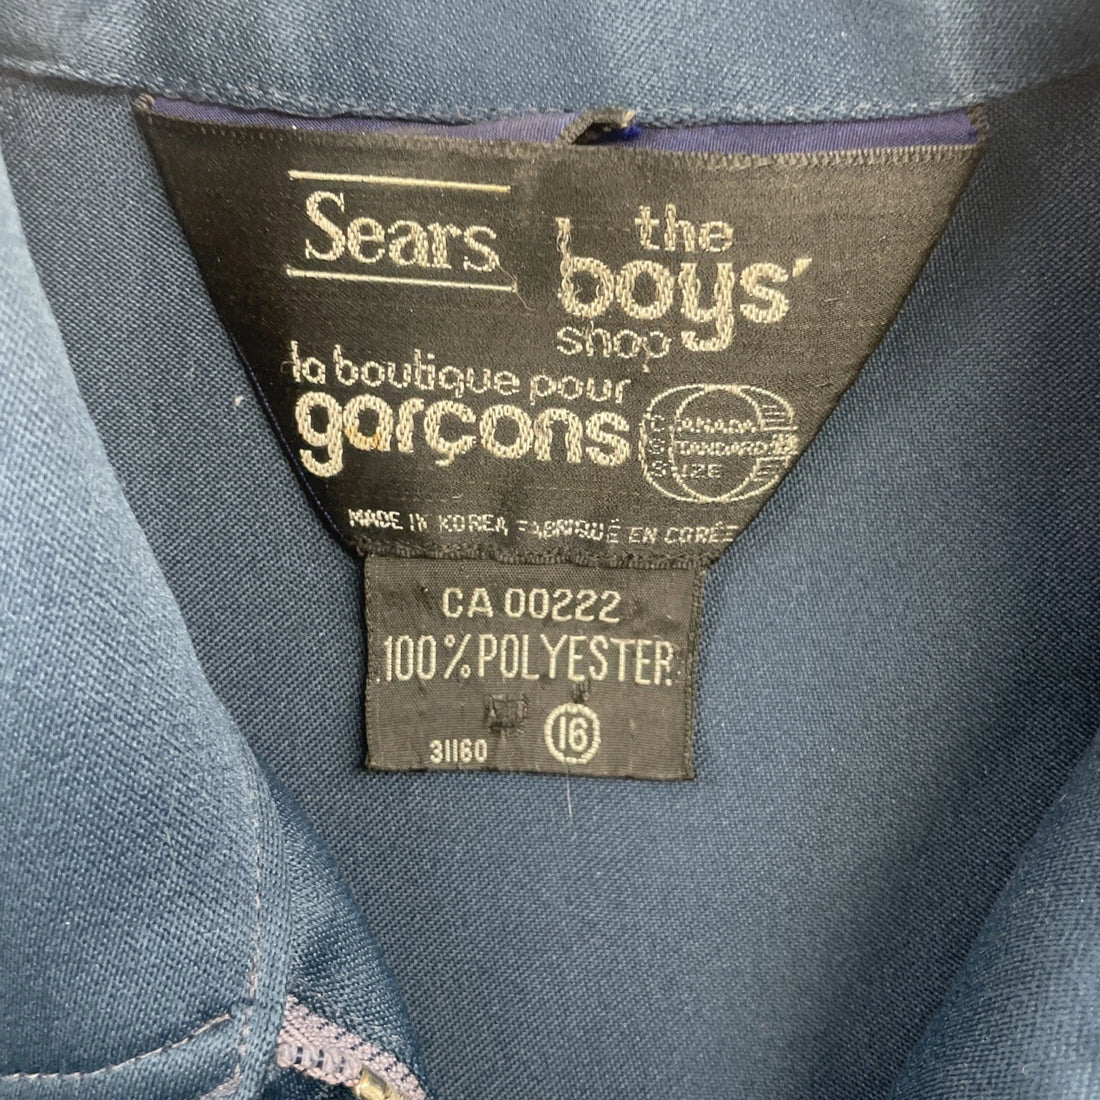 Sears
the
boys'
shop
la boutique pour
garçons
CANADA
STANDARD
SIZE
MADE IN KOREA FABRIQUÉ EN CORÉE
CA 00222
100% POLYESTER
31160
16